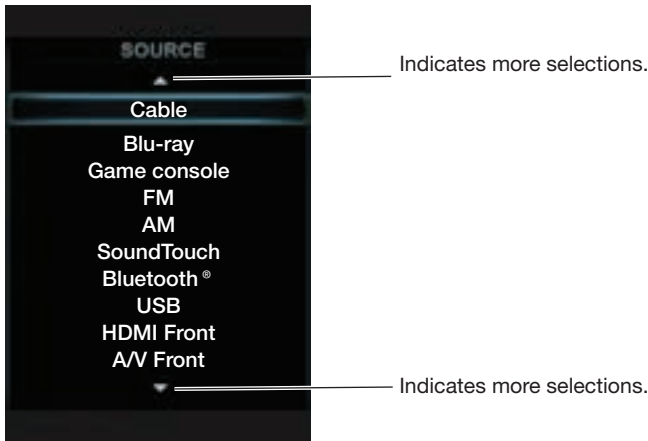 SOURCE
Indicates more selections.
Cable
Blu-ray
Game console
FM
AM
SoundTouch
Bluetooth ®
USB
HDMI Front
A/V Front
Indicates more selections.